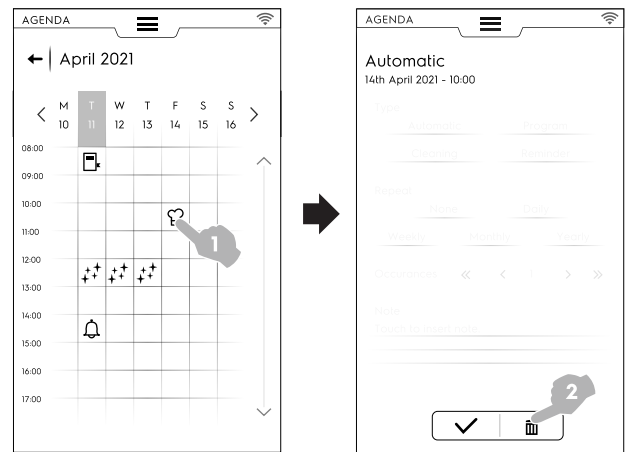 AGENDA
April 2021
M T W T F S S
10 11 12 13 14 15 16
08:00
09:00
10:00
11:00
12:00
13:00
14:00
15:00
16:00
17:00
1
AGENDA
Automatic
14th April 2021 - 10:00
Type
Automatic Program
Cleaning Reminder
Repeat
None Daily
Weekly Monthly Yearly
Occurrences
Note
Touch to insert note
2